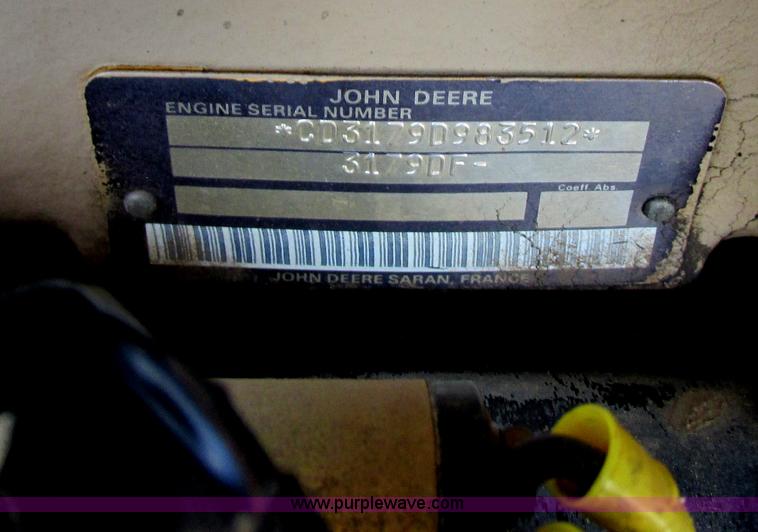 JOHN DEERE
ENGINE SERIAL NUMBER
*CD3179D983512*
3179DF-
Coeff. Abs.
JOHN DEERE SARAN, FRANCE
www.purplewave.com